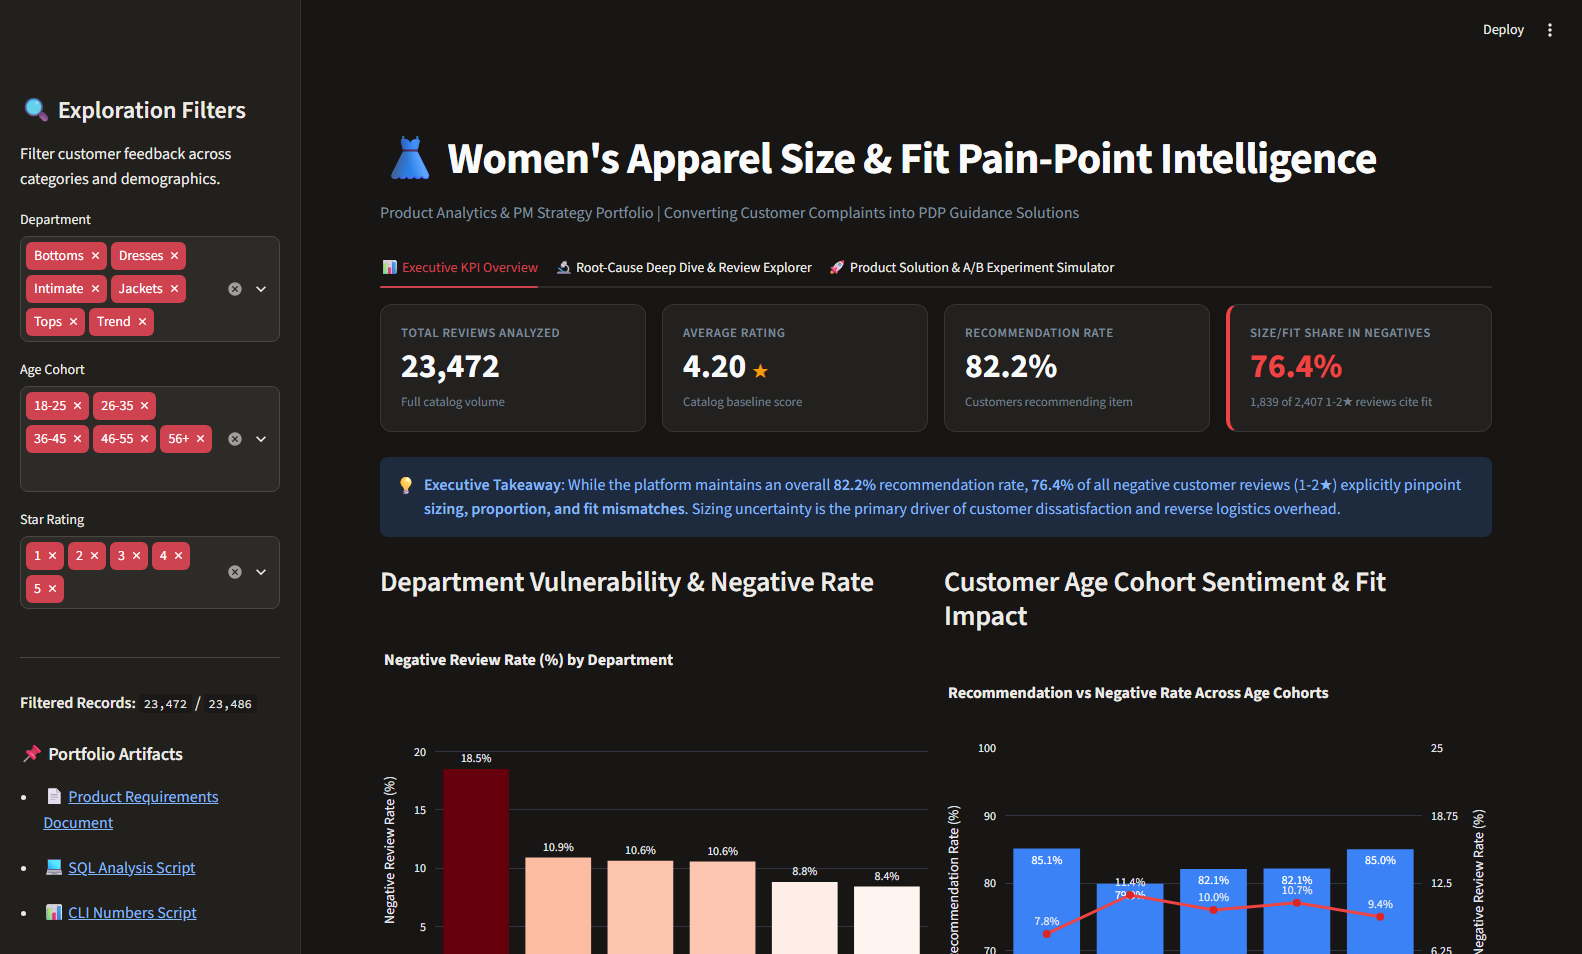 Deploy
Exploration Filters
Filter customer feedback across
categories and demographics.
Department
Bottoms × Dresses ×
Intimate × Jackets ×
Tops × Trend ×
Age Cohort
18-25 × 26-35 ×
36-45 × 46-55 × 56+ ×
Star Rating
1 × 2 × 3 × 4 ×
5 ×
Filtered Records: 23,472 / 23,486
Portfolio Artifacts
Product Requirements
Document
SQL Analysis Script
CLI Numbers Script
Women's Apparel Size & Fit Pain-Point Intelligence
Product Analytics & PM Strategy Portfolio | Converting Customer Complaints into PDP Guidance Solutions
Executive KPI Overview
Root-Cause Deep Dive & Review Explorer
Product Solution & A/B Experiment Simulator
TOTAL REVIEWS ANALYZED
23,472
Full catalog volume
AVERAGE RATING
4.20 ★
Catalog baseline score
RECOMMENDATION RATE
82.2%
Customers recommending item
SIZE/FIT SHARE IN NEGATIVES
76.4%
1,839 of 2,407 1-2★ reviews cite fit
Executive Takeaway: While the platform maintains an overall 82.2% recommendation rate, 76.4% of all negative customer reviews (1-2★) explicitly pinpoint
sizing, proportion, and fit mismatches. Sizing uncertainty is the primary driver of customer dissatisfaction and reverse logistics overhead.
Department Vulnerability & Negative Rate
Negative Review Rate (%) by Department
Negative Review Rate (%)
20
15
10
5
18.5%
10.9%
10.6%
10.6%
8.8%
8.4%
Customer Age Cohort Sentiment & Fit
Impact
Recommendation vs Negative Rate Across Age Cohorts
100
90
80
70
25
18.75
12.5
6.25
85.1%
82.1%
82.1%
85.0%
7.8%
11.4%
10.0%
10.7%
9.4%